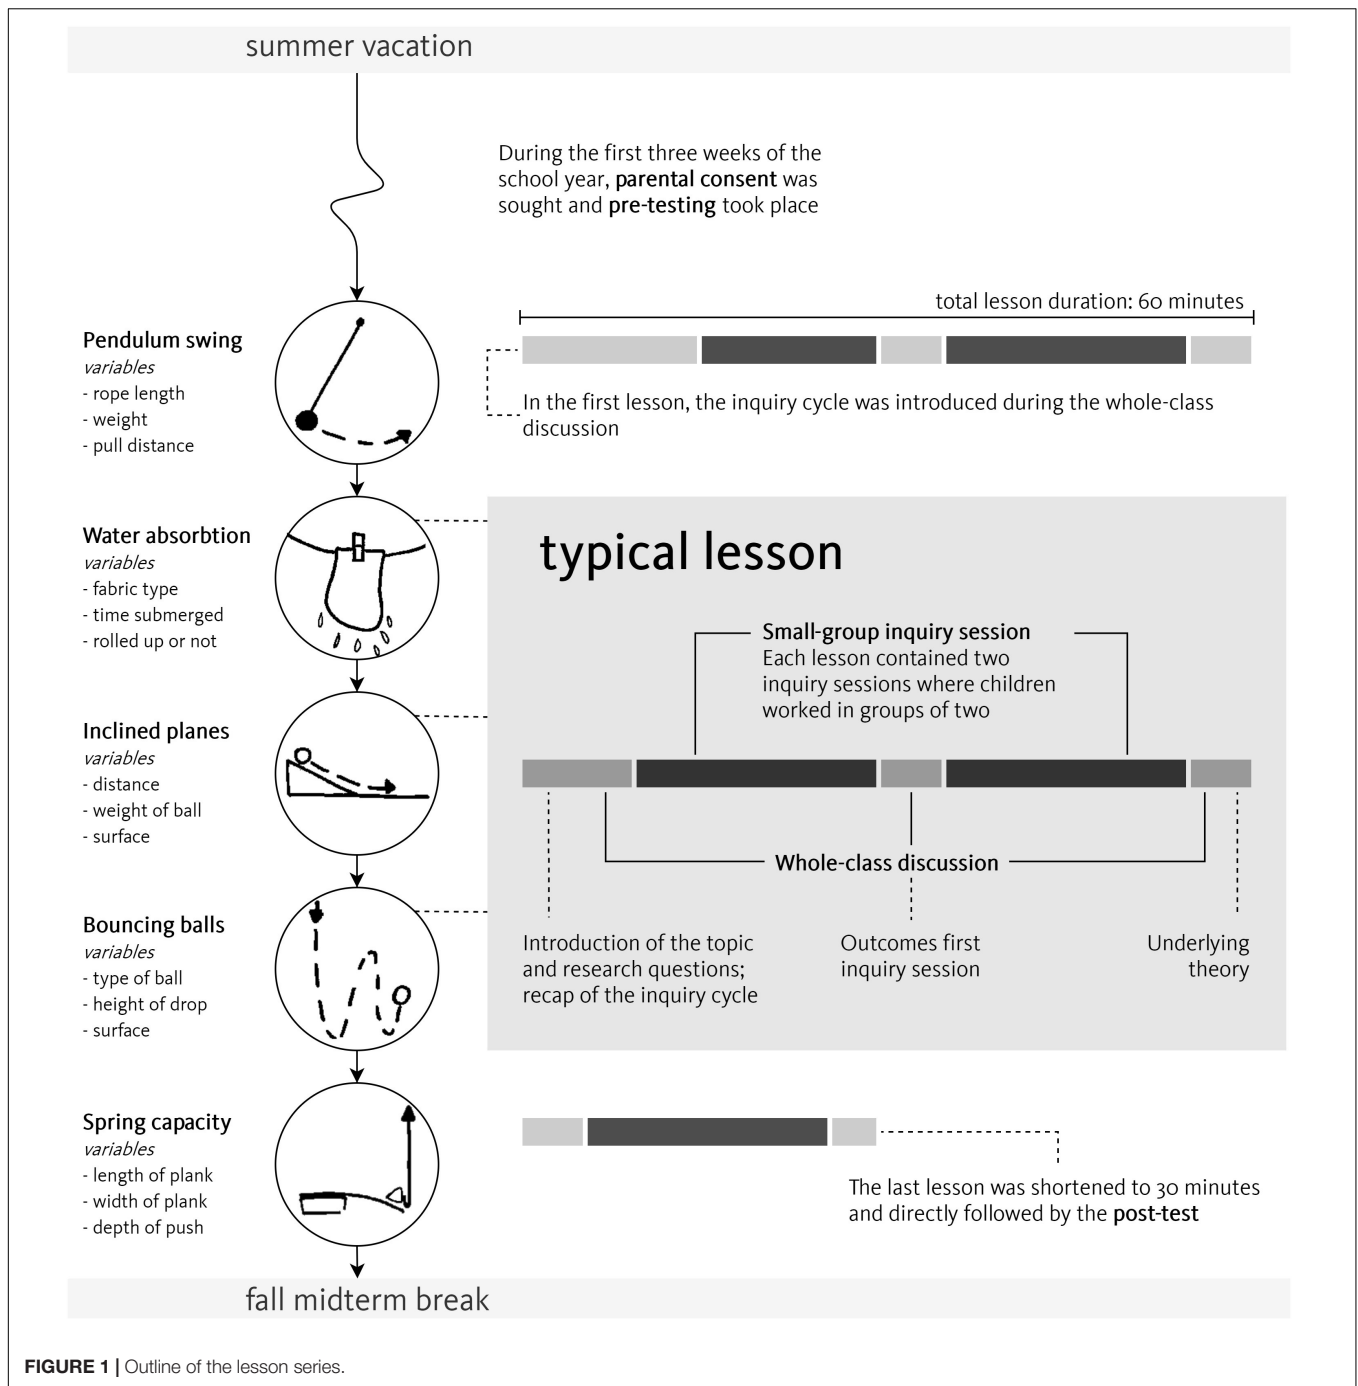 summer vacation
During the first three weeks of the
school year, parental consent was
sought and pre-testing took place
total lesson duration: 60 minutes
Pendulum swing
variables
- rope length
- weight
- pull distance
In the first lesson, the inquiry cycle was introduced during the whole-class
discussion
Water absorbtion
variables
- fabric type
- time submerged
- rolled up or not
typical lesson
Small-group inquiry session
Each lesson contained two
inquiry sessions where children
worked in groups of two
Inclined planes
variables
- distance
- weight of ball
- surface
Whole-class discussion
Bouncing balls
variables
- type of ball
- height of drop
- surface
Introduction of the topic
and research questions;
recap of the inquiry cycle
Outcomes first
inquiry session
Underlying
theory
Spring capacity
variables
- length of plank
- width of plank
- depth of push
The last lesson was shortened to 30 minutes
and directly followed by the post-test
fall midterm break
FIGURE 1 | Outline of the lesson series.